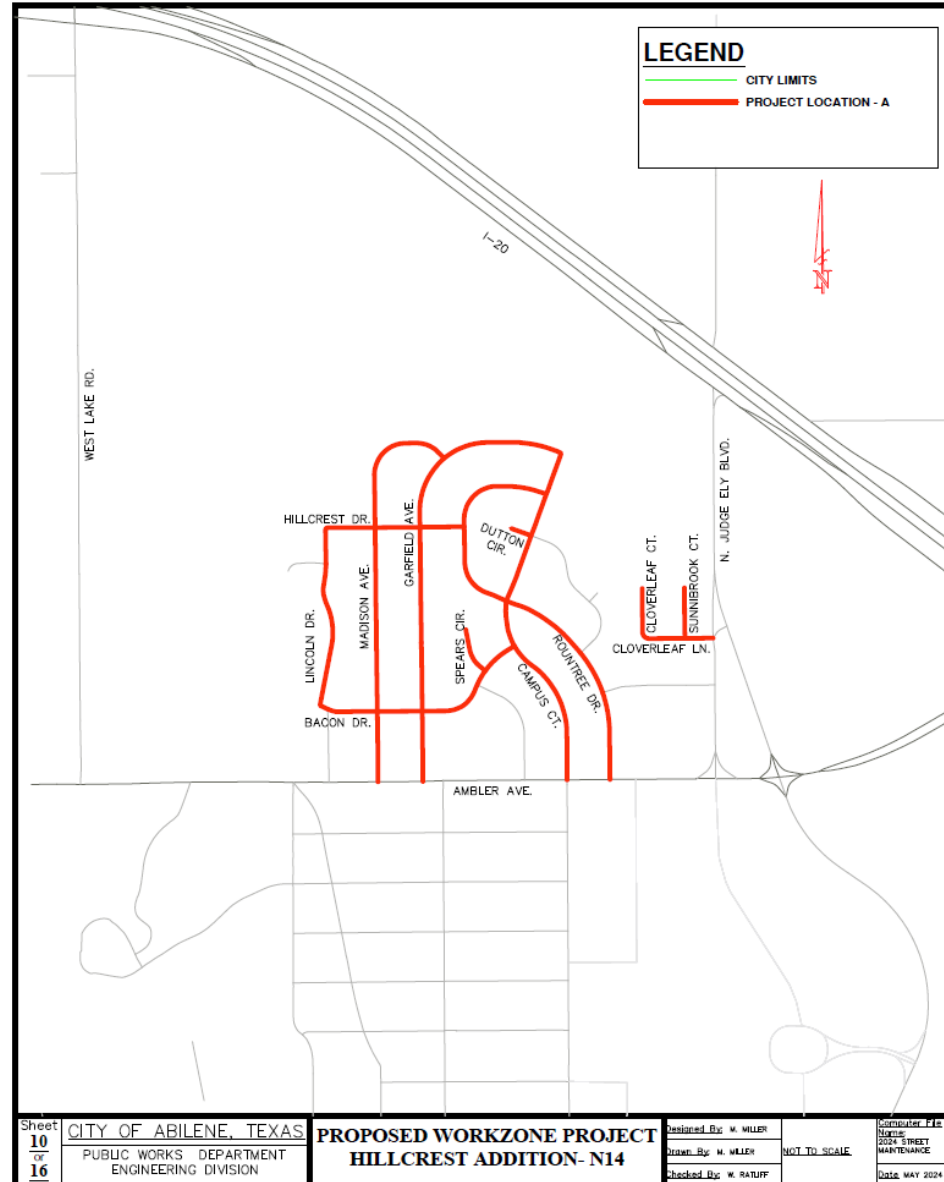 LEGEND
CITY LIMITS
PROJECT LOCATION - A
N
I-20
WEST LAKE RD.
N. JUDGE ELY BLVD.
HILLCREST DR.
GARFIELD AVE.
DUTTON
CIR.
MADISON AVE.
LINCOLN DR.
SPEARS CIR.
CLOVERLEAF CT.
SUNNIBROOK CT.
CLOVERLEAF LN.
ROUNTREE DR.
CAMPUS CT.
BACON DR.
AMBLER AVE.
Sheet
10
or
16
CITY OF ABILENE, TEXAS
PUBLIC WORKS DEPARTMENT
ENGINEERING DIVISION
PROPOSED WORKZONE PROJECT
HILLCREST ADDITION- N14
Designed By: M. MILLER
Drawn By: M. MILLER
Checked By: W. RATLIFF
NOT TO SCALE
Computer File
Name:
2024 STREET
MAINTENANCE
Date MAY 2024